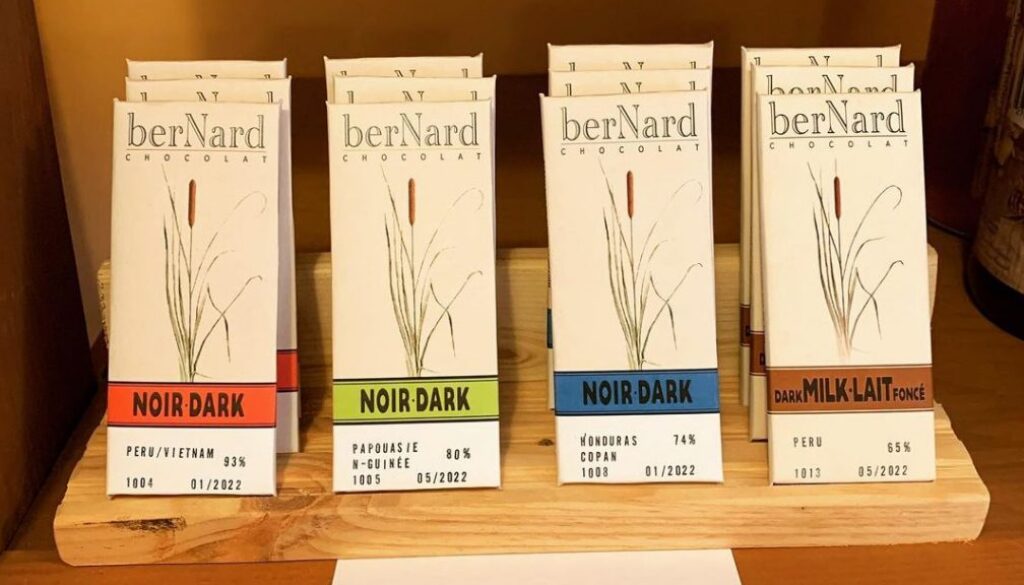 berNard
CHOCOLAT
NOIR·DARK
PERU/VIETNAM
93%
1004 01/2022
berNard
CHOCOLAT
NOIR·DARK
PAPOUASIE
N-GUINÉE
80%
1005 05/2022
berNard
CHOCOLAT
NOIR·DARK
HONDURAS 74%
COPAN
1008 01/2022
berNard
CHOCOLAT
DARK MILK·LAIT FONCÉ
PERU
65%
1013 05/2022